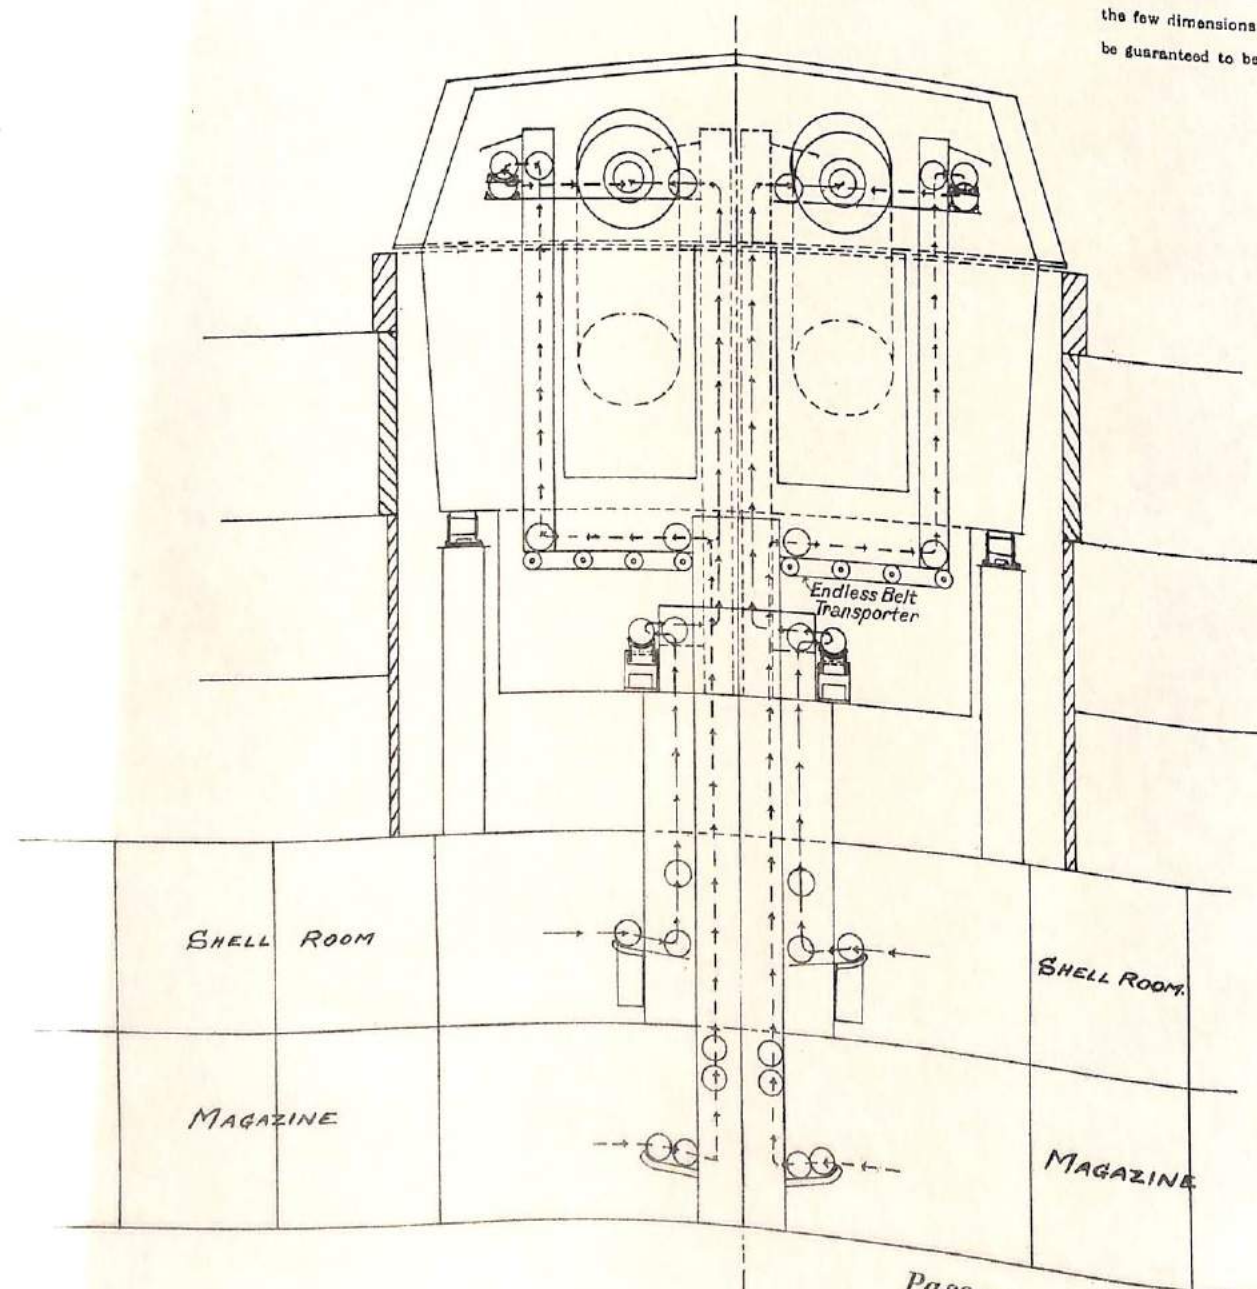 the few dimensions
be guaranteed to be
Endless Belt
Transporter
SHELL ROOM
SHELL ROOM.
MAGAZINE
MAGAZINE